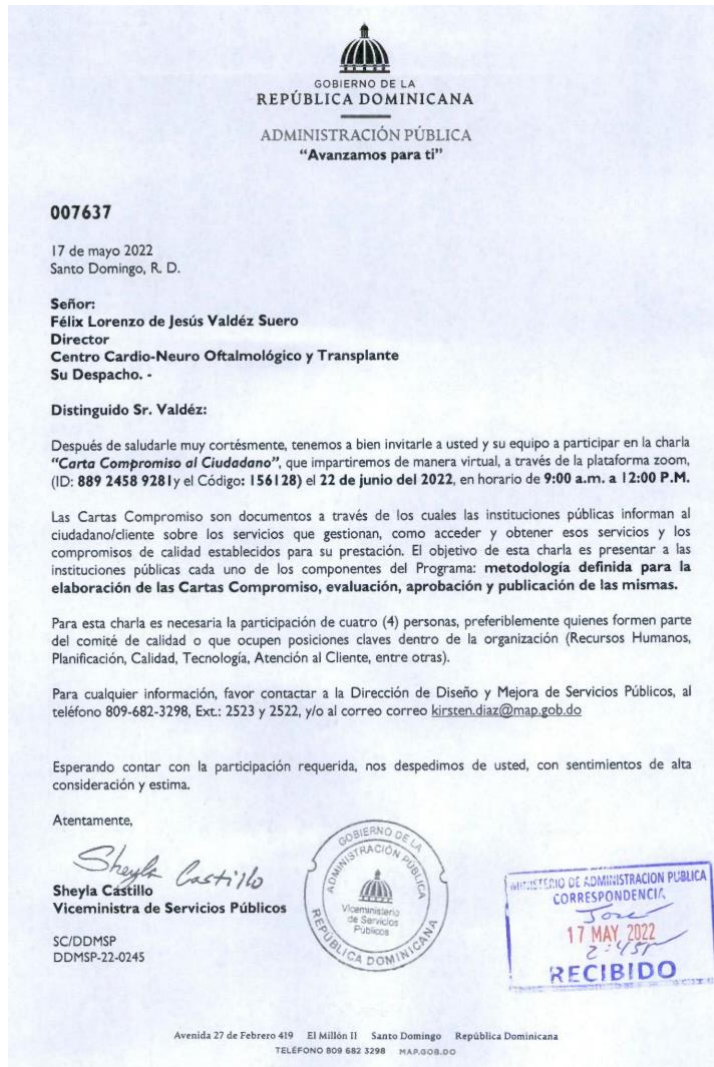 GOBIERNO DE LA
REPÚBLICA DOMINICANA
ADMINISTRACIÓN PÚBLICA
"Avanzamos para ti"
007637
17 de mayo 2022
Santo Domingo, R. D.
Señor:
Félix Lorenzo de Jesús Valdéz Suero
Director
Centro Cardio-Neuro Oftalmológico y Transplante
Su Despacho. -
Distinguido Sr. Valdéz:
Después de saludarle muy cortésmente, tenemos a bien invitarle a usted y su equipo a participar en la charla
"Carta Compromiso al Ciudadano", que impartiremos de manera virtual, a través de la plataforma zoom,
(ID: 889 2458 9281y el Código: 156128) el 22 de junio del 2022, en horario de 9:00 a.m. a 12:00 P.M.
Las Cartas Compromiso son documentos a través de los cuales las instituciones públicas informan al
ciudadano/cliente sobre los servicios que gestionan, como acceder y obtener esos servicios y los
compromisos de calidad establecidos para su prestación. El objetivo de esta charla es presentar a las
instituciones públicas cada uno de los componentes del Programa: metodología definida para la
elaboración de las Cartas Compromiso, evaluación, aprobación y publicación de las mismas.
Para esta charla es necesaria la participación de cuatro (4) personas, preferiblemente quienes formen parte
del comité de calidad o que ocupen posiciones claves dentro de la organización (Recursos Humanos,
Planificación, Calidad, Tecnología, Atención al Cliente, entre otras).
Para cualquier información, favor contactar a la Dirección de Diseño y Mejora de Servicios Públicos, al
teléfono 809-682-3298, Ext.: 2523 y 2522, y/o al correo correo kirsten.diaz@map.gob.do
Esperando contar con la participación requerida, nos despedimos de usted, con sentimientos de alta
consideración y estima.
Atentamente,
Sheyla Castillo
Sheyla Castillo
Viceministra de Servicios Públicos
SC/DDMSP
DDMSP-22-0245
GOBIERNO DE LA
ADMINISTRACIÓN PÚBLICA
Viceministerio
de Servicios
Públicos
REPÚBLICA DOMINICANA
MINISTERIO DE ADMINISTRACION PUBLICA
CORRESPONDENCIA
17 MAY 2022
RECIBIDO
Avenida 27 de Febrero 419 El Millón II Santo Domingo República Dominicana
TELÉFONO 809 682 3298 MAP.GOB.DO